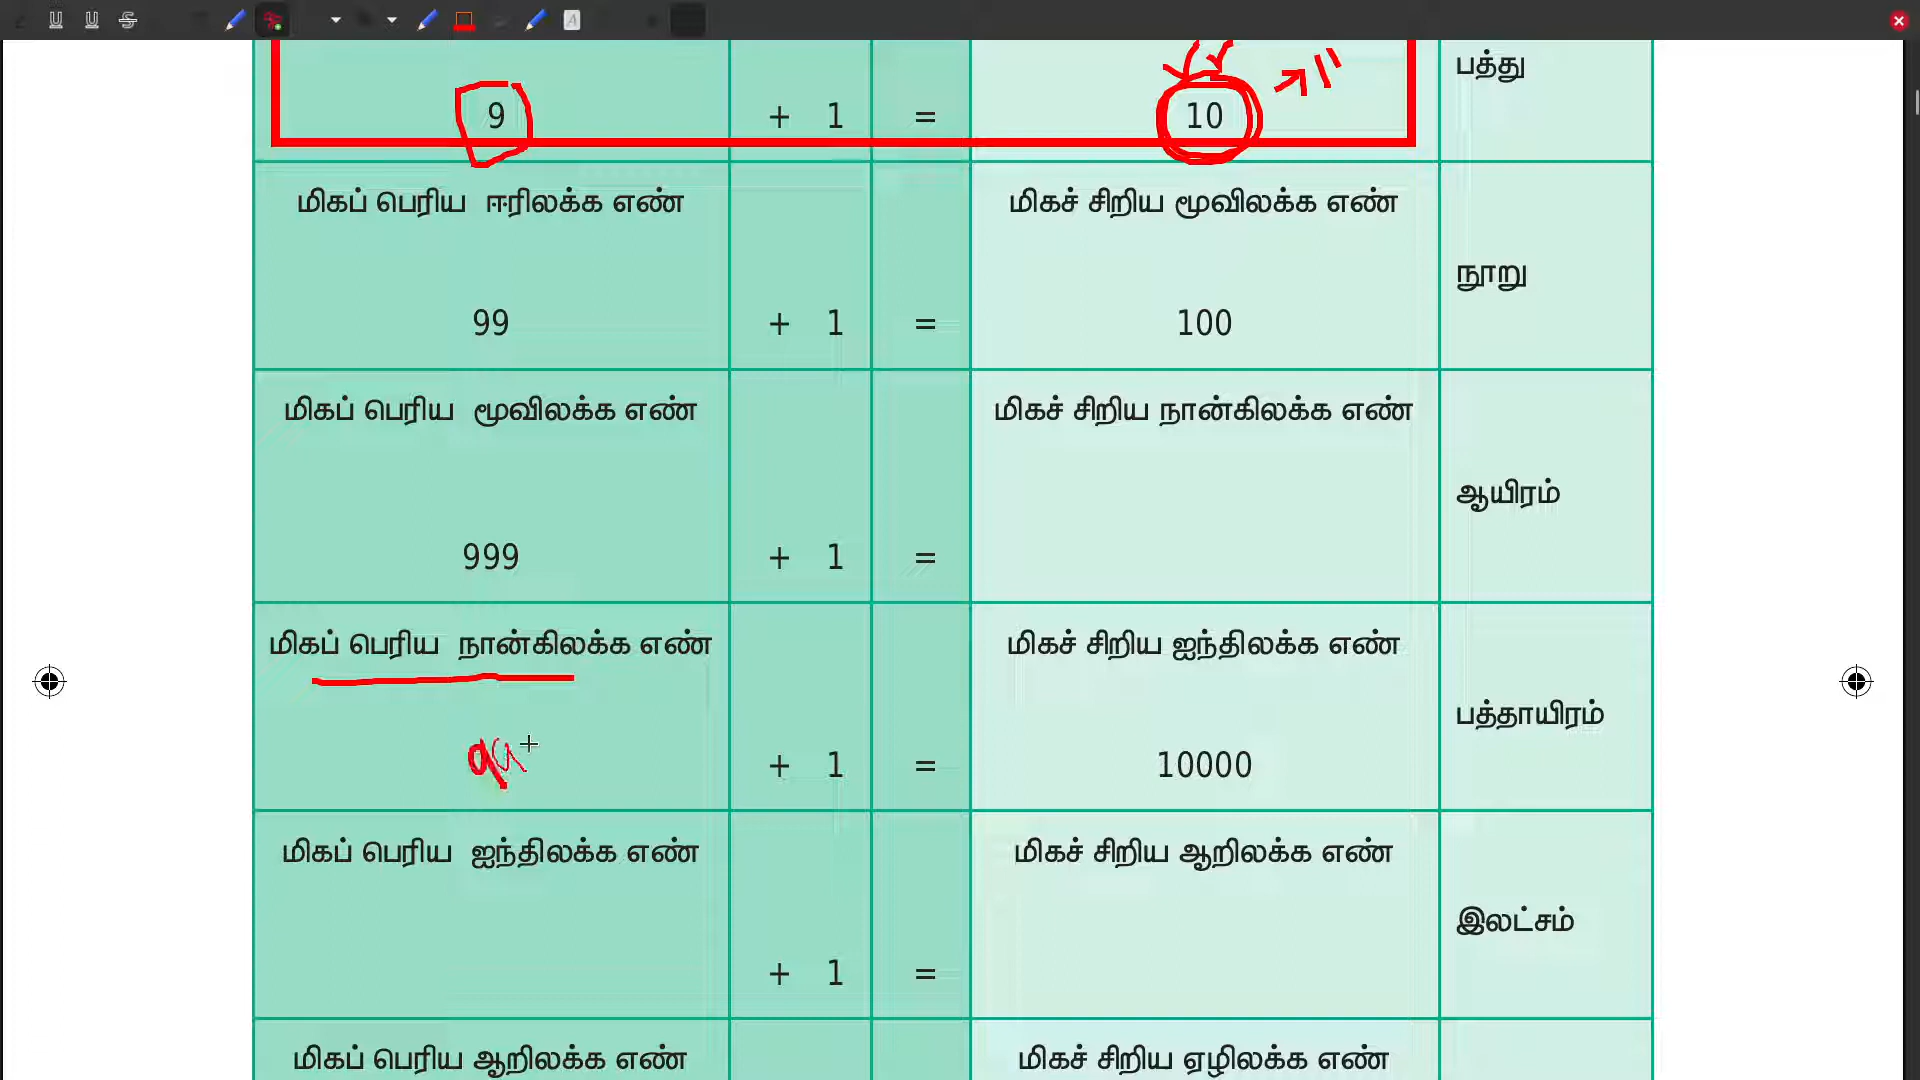 பத்து
9 + 1 = 10
மிகப் பெரிய ஈரிலக்க எண் மிகச் சிறிய மூவிலக்க எண்
நூறு
99 + 1 = 100
மிகப் பெரிய மூவிலக்க எண் மிகச் சிறிய நான்கிலக்க எண்
ஆயிரம்
999 + 1 =
மிகப் பெரிய நான்கிலக்க எண் மிகச் சிறிய ஐந்திலக்க எண்
பத்தாயிரம்
99 + 1 = 10000
மிகப் பெரிய ஐந்திலக்க எண் மிகச் சிறிய ஆறிலக்க எண்
இலட்சம்
+ 1 =
மிகப் பெரிய ஆறிலக்க எண் மிகச் சிறிய ஏழிலக்க எண்